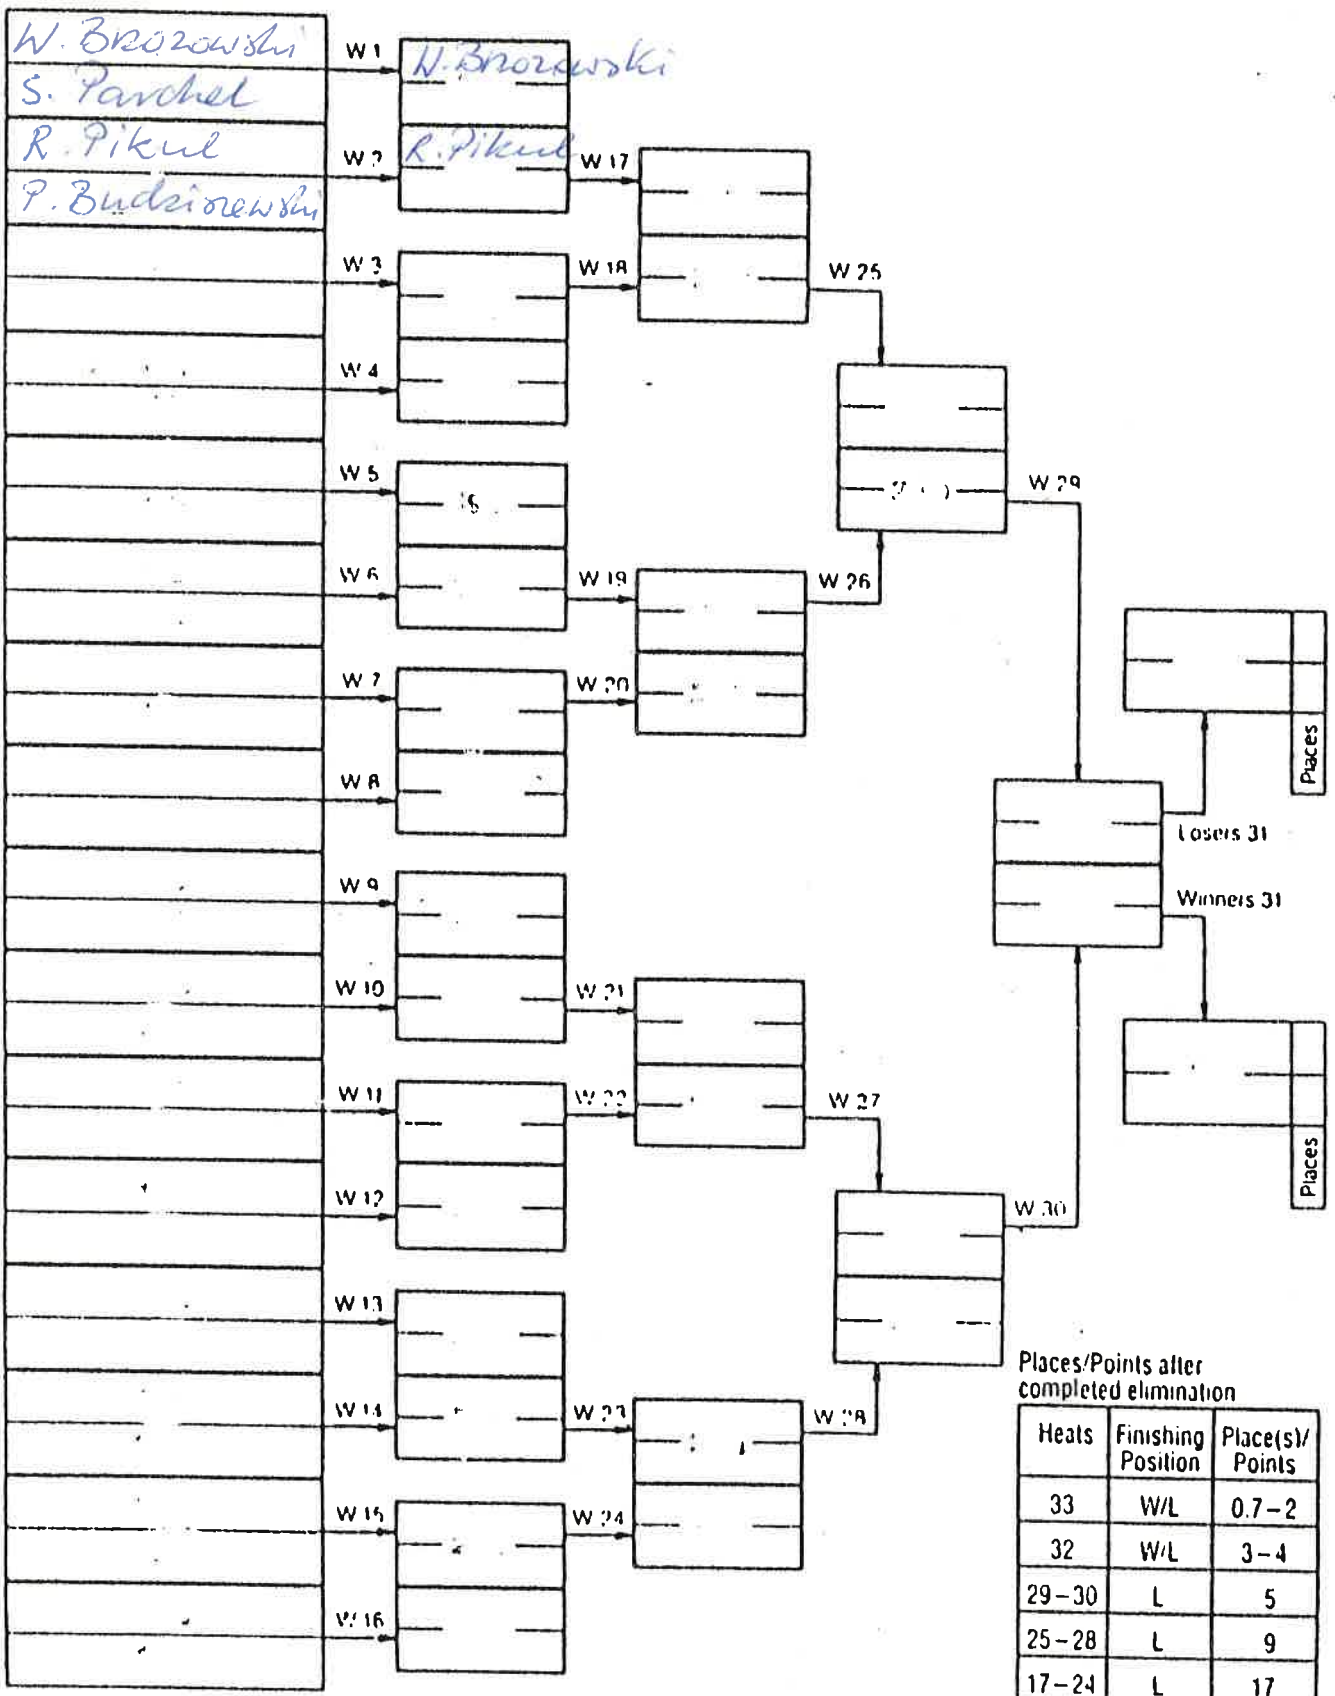 W. Brozowski
S. Parchel
R. Pikul
P. Budziszewski
W 1
W 2
W 3
W 4
W 5
W 6
W 7
W 8
W 9
W 10
W 11
W 12
W 13
W 14
W 15
W 16
W. Brozowski
R. Pikul
W 17
W 18
W 19
W 20
W 21
W 22
W 23
W 24
W 25
W 26
W 27
W 28
W 29
W 30
Losers 31
Winners 31
Places
Places
Places/Points after
completed elimination
Heats Finishing Position Place(s)/ Points
33 W/L 0.7–2
32 W/L 3–4
29–30 L 5
25–28 L 9
17–24 L 17